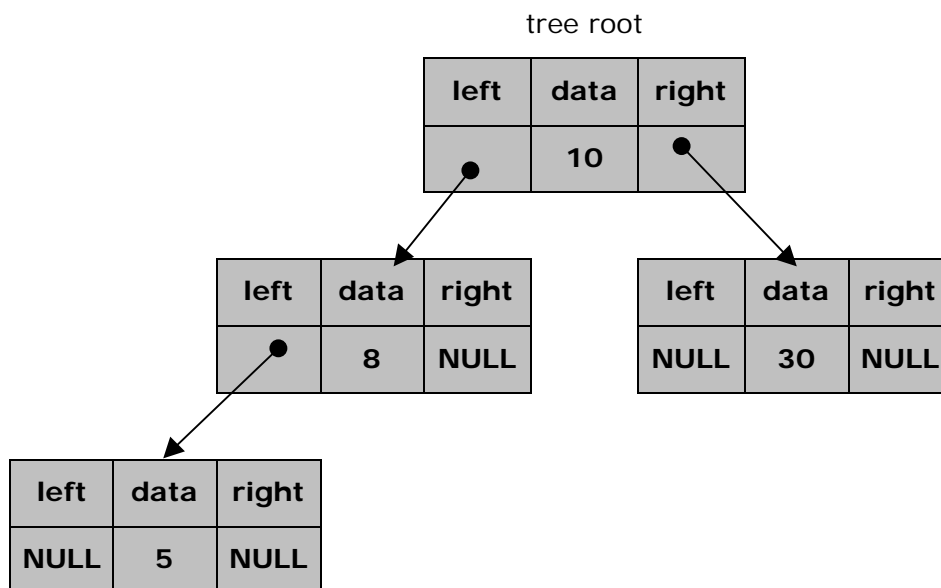 tree root
left data right
10
left data right
8 NULL
left data right
NULL 30 NULL
left data right
NULL 5 NULL